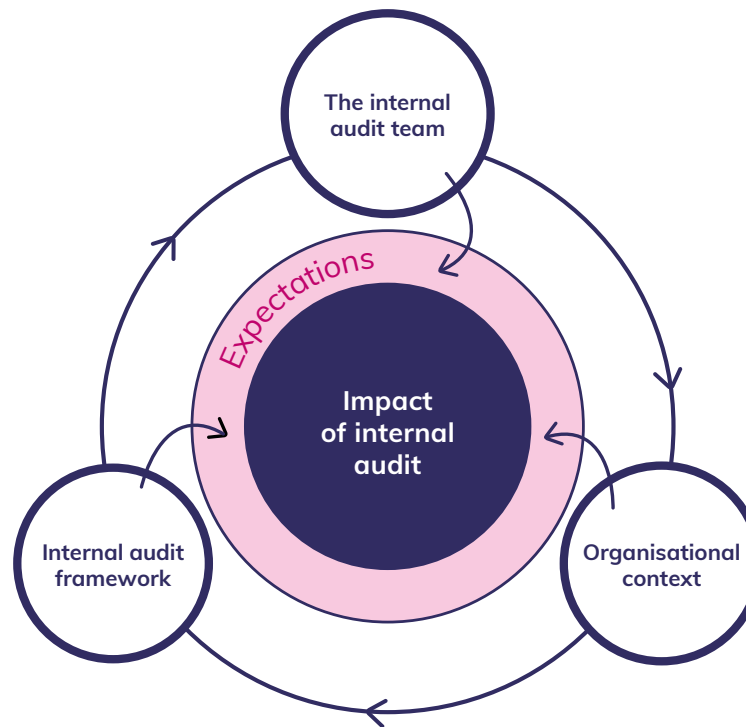 The internal
audit team
Expectations
Impact
of internal
audit
Internal audit
framework
Organisational
context